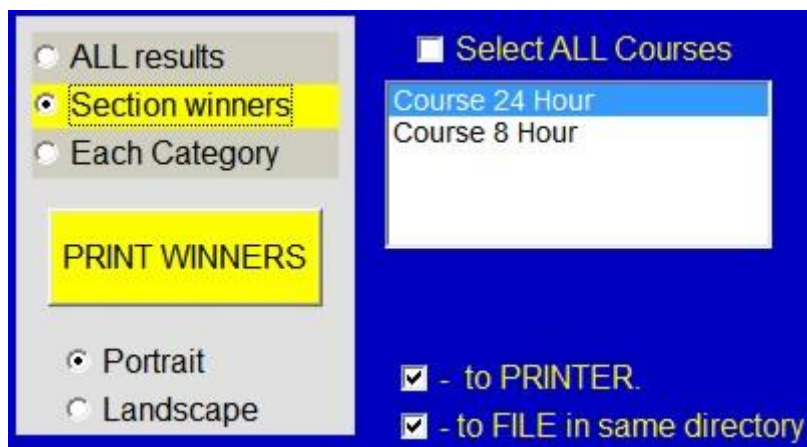 ALL results
Section winners
Each Category
PRINT WINNERS
Portrait
Landscape
Select ALL Courses
Course 24 Hour
Course 8 Hour
- to PRINTER.
- to FILE in same directory